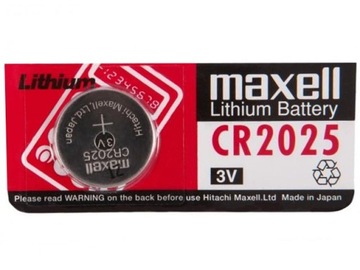 Lithium
1234567890
maxell
Lithium Battery
CR2025
3V
+
3V
CR2025
Hitachi Maxell,Ltd.Japan
Please read WARNING on the back before use Hitachi Maxell.Ltd Made in Japan